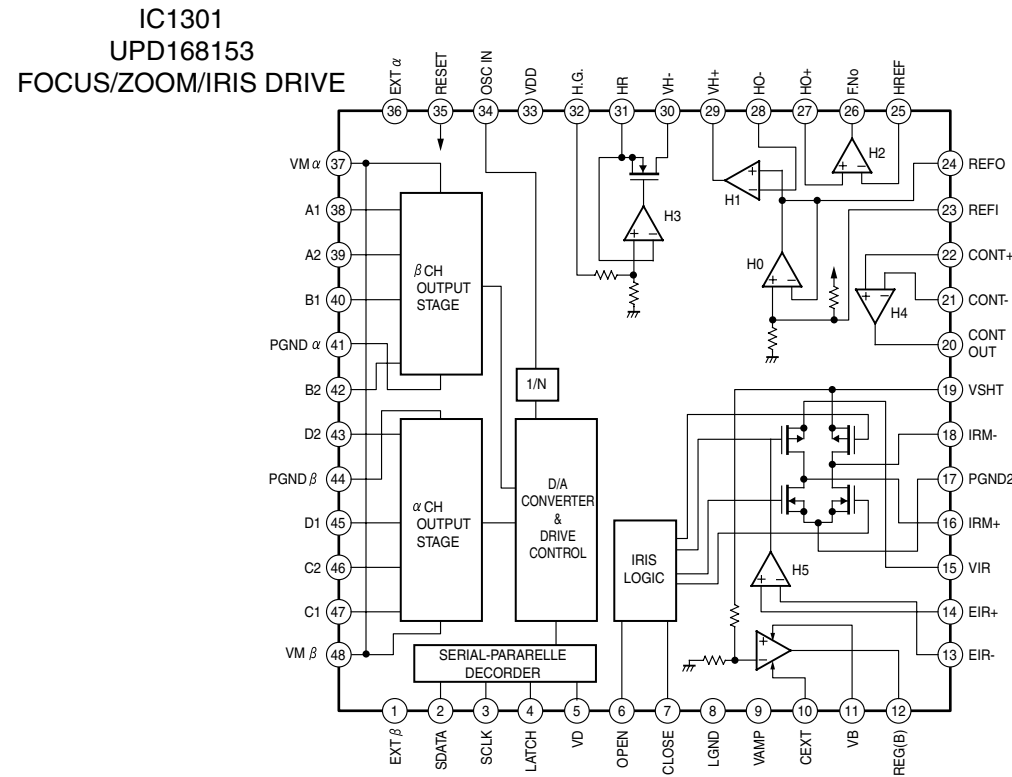 IC1301
UPD168153
FOCUS/ZOOM/IRIS DRIVE
EXT α
RESET
OSC IN
VDD
H.G.
HR
VH-
VH+
HO-
HO+
F.No
HREF
36
35
34
33
32
31
30
29
28
27
26
25
VM α
37
A1
38
A2
39
B1
40
PGND α
41
B2
42
D2
43
PGND β
44
D1
45
C2
46
C1
47
VM β
48
β CH
OUTPUT
STAGE
α CH
OUTPUT
STAGE
1/N
D/A
CONVERTER
&
DRIVE
CONTROL
SERIAL-PARARELLE
DECORDER
IRIS
LOGIC
H3
+
−
H1
+
−
H2
+
−
H0
+
−
H4
+
−
H5
+
−
+
−
24
REFO
23
REFI
22
CONT+
21
CONT-
20
CONT
OUT
19
VSHT
18
IRM-
17
PGND2
16
IRM+
15
VIR
14
EIR+
13
EIR-
1
2
3
4
5
6
7
8
9
10
11
12
EXT β
SDATA
SCLK
LATCH
VD
OPEN
CLOSE
LGND
VAMP
CEXT
VB
REG(B)